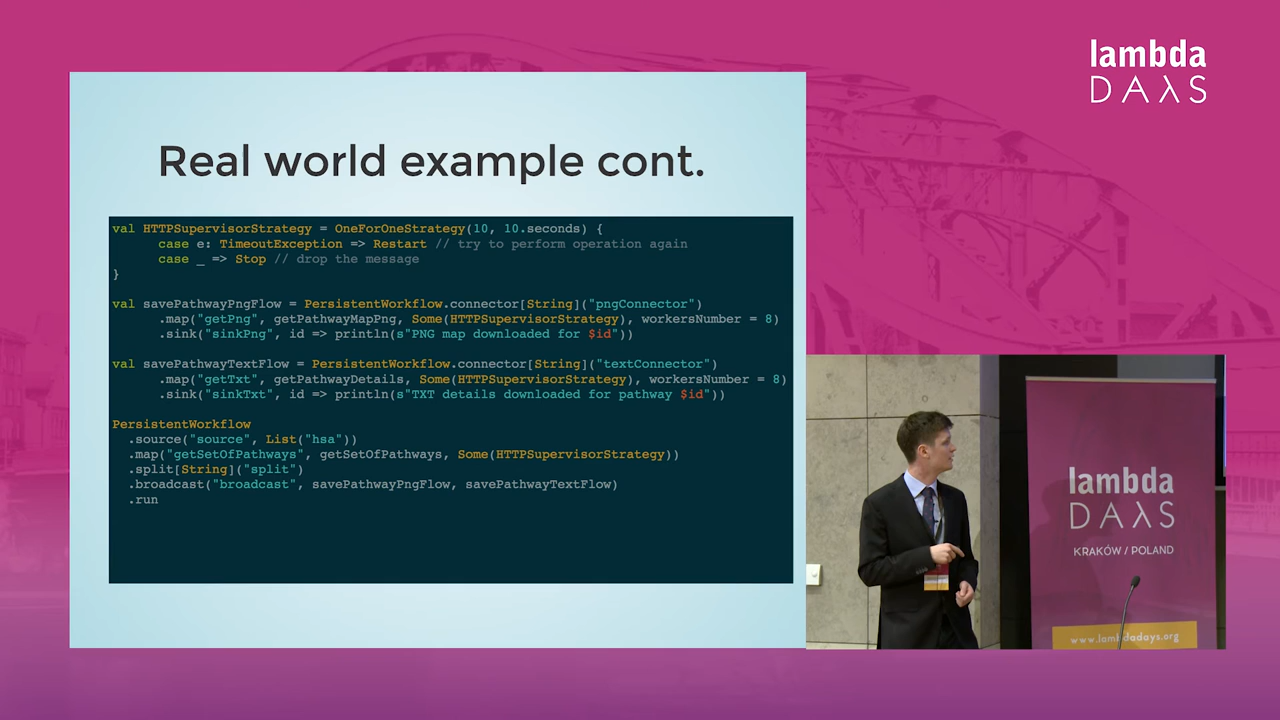 lambda
DAλS
Real world example cont.
val HTTPSupervisorStrategy = OneForOneStrategy(10, 10.seconds) {
case e: TimeoutException => Restart // try to perform operation again
case _ => Stop // drop the message
}
val savePathwayPngFlow = PersistentWorkflow.connector[String]("pngConnector")
.map("getPng", getPathwayMapPng, Some(HTTPSupervisorStrategy), workersNumber = 8)
.sink("sinkPng", id => println(s"PNG map downloaded for $id"))
val savePathwayTextFlow = PersistentWorkflow.connector[String]("textConnector")
.map("getTxt", getPathwayDetails, Some(HTTPSupervisorStrategy), workersNumber = 8)
.sink("sinkTxt", id => println(s"TXT details downloaded for pathway $id"))
PersistentWorkflow
.source("source", List("hsa"))
.map("getSetOfPathways", getSetOfPathways, Some(HTTPSupervisorStrategy))
.split[String]("split")
.broadcast("broadcast", savePathwayPngFlow, savePathwayTextFlow)
.run
lambda
DAλS
KRAKÓW / POLAND
www.lambdadays.org